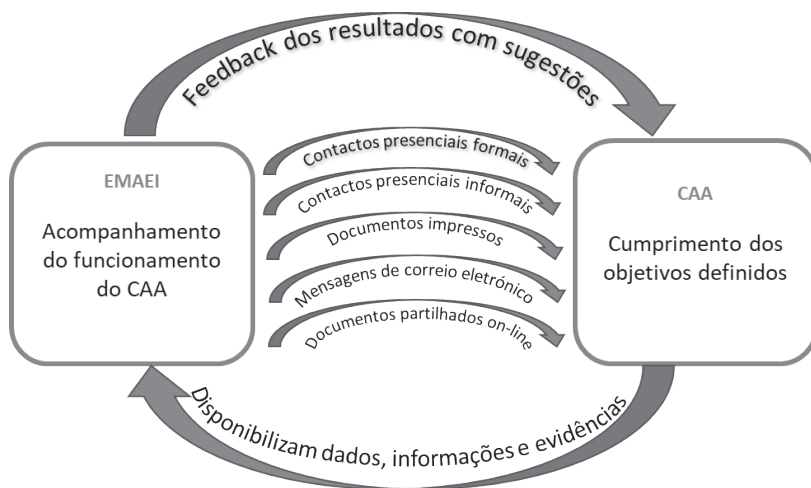 Feedback dos resultados com sugestões
EMAEI
Acompanhamento
do funcionamento
do CAA
Contactos presenciais formais
Contactos presenciais informais
Documentos impressos
Mensagens de correio eletrónico
Documentos partilhados on-line
CAA
Cumprimento dos
objetivos definidos
Disponibilizam dados, informações e evidências